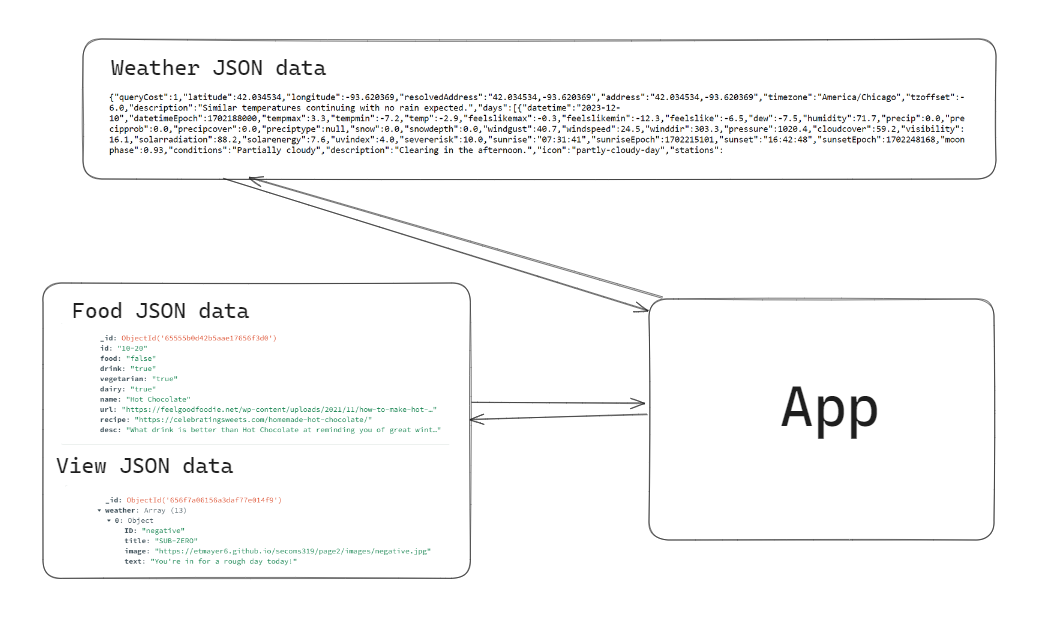 Weather JSON data
{"queryCost":1,"latitude":42.034534,"longitude":-93.620369,"resolvedAddress":"42.034534,-93.620369","address":"42.034534,-93.620369","timezone":"America/Chicago","tzoffset":-
6.0,"description":"Similar temperatures continuing with no rain expected.","days":[{"datetime":"2023-12-
10","datetimeEpoch":1702188000,"tempmax":3.3,"tempmin":-7.2,"temp":-2.9,"feelslikemax":-0.3,"feelslikemin":-12.3,"feelslike":-6.5,"dew":-7.5,"humidity":71.7,"precip":0.0,"pre
cipprob":0.0,"precipcover":0.0,"preciptype":null,"snow":0.0,"snowdepth":0.0,"windgust":40.7,"windspeed":24.5,"winddir":303.3,"pressure":1020.4,"cloudcover":59.2,"visibility":
16.1,"solarradiation":88.2,"solarenergy":7.6,"uvindex":4.0,"severerisk":10.0,"sunrise":"07:31:41","sunriseEpoch":1702215101,"sunset":"16:42:48","sunsetEpoch":1702248168,"moon
phase":0.93,"conditions":"Partially cloudy","description":"Clearing in the afternoon.","icon":"partly-cloudy-day","stations":
Food JSON data
_id: ObjectId('65555b0d42b5aae17656f3d0')
id: "10-20"
food: "false"
drink: "true"
vegetarian: "true"
dairy: "true"
name: "Hot Chocolate"
url: "https://feelgoodfoodie.net/wp-content/uploads/2021/11/how-to-make-hot-…"
recipe: "https://celebratingsweets.com/homemade-hot-chocolate/"
desc: "What drink is better than Hot Chocolate at reminding you of great wint…"
View JSON data
_id: ObjectId('656f7a06156a3daf77e014f9')
weather: Array (13)
0: Object
ID: "negative"
title: "SUB-ZERO"
image: "https://etmayer6.github.io/secoms319/page2/images/negative.jpg"
text: "You're in for a rough day today!"
App